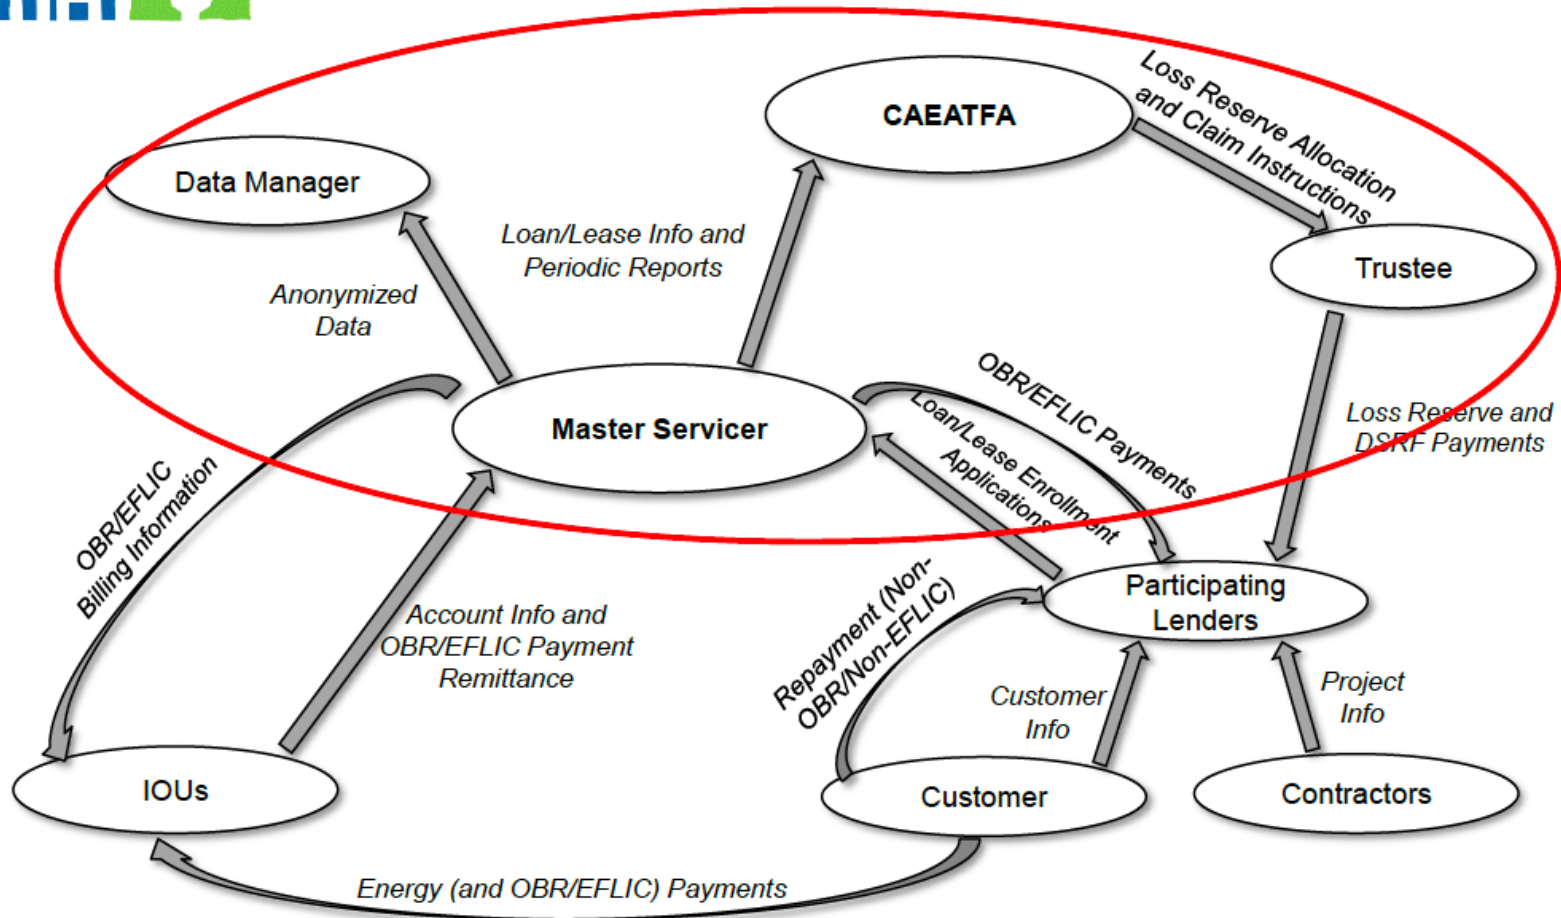 CAEATFA
Loss Reserve Allocation
and Claim Instructions
Data Manager
Loan/Lease Info and
Periodic Reports
Trustee
Anonymized
Data
OBR/EFLIC Payments
Loan/Lease Enrollment
Applications
Loss Reserve and
DSRF Payments
Master Servicer
OBR/EFLIC
Billing Information
Account Info and
OBR/EFLIC Payment
Remittance
Repayment (Non-
OBR/Non-EFLIC)
Participating
Lenders
Customer
Info
Project
Info
IOUs
Customer
Contractors
Energy (and OBR/EFLIC) Payments